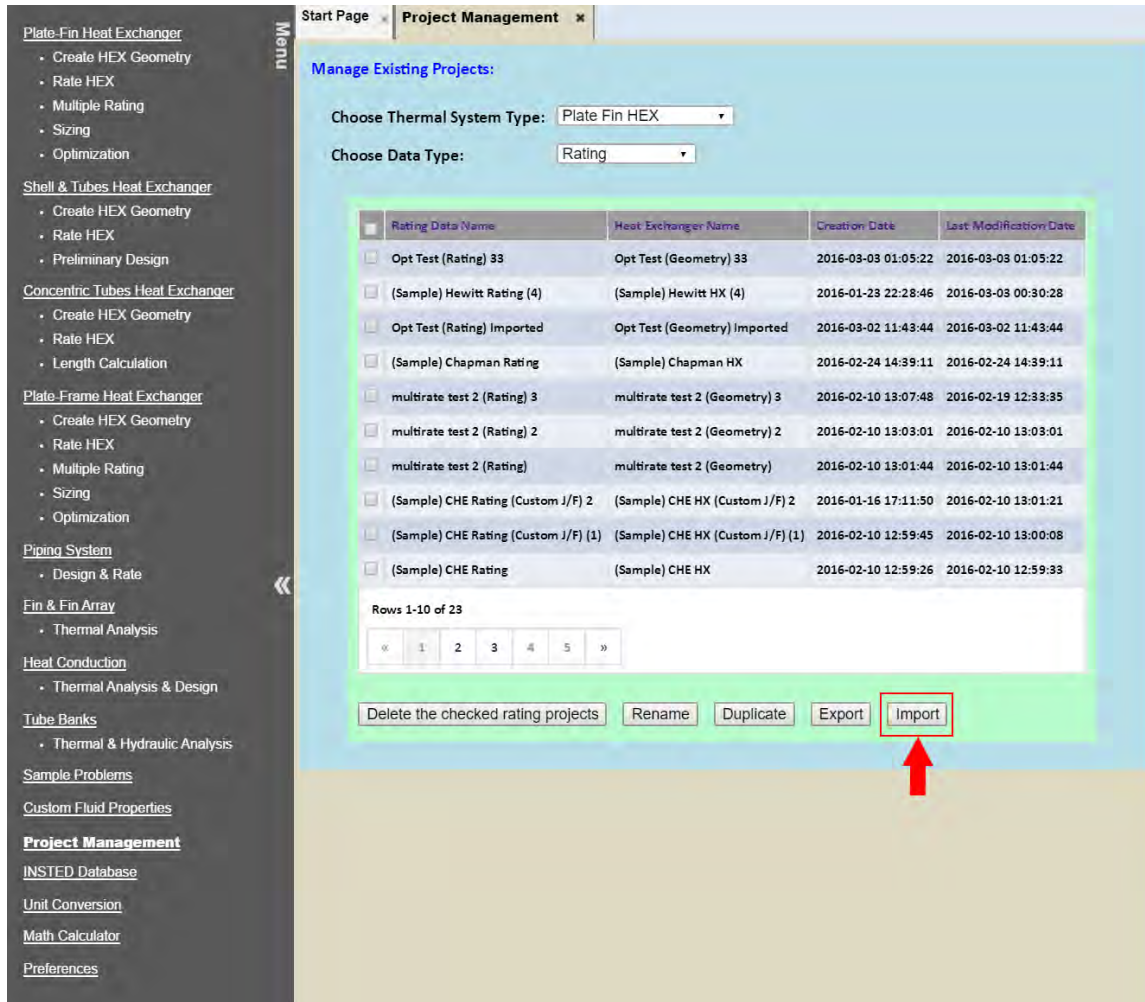 Plate-Fin Heat Exchanger
• Create HEX Geometry
• Rate HEX
• Multiple Rating
• Sizing
• Optimization
Shell & Tubes Heat Exchanger
• Create HEX Geometry
• Rate HEX
• Preliminary Design
Concentric Tubes Heat Exchanger
• Create HEX Geometry
• Rate HEX
• Length Calculation
Plate-Frame Heat Exchanger
• Create HEX Geometry
• Rate HEX
• Multiple Rating
• Sizing
• Optimization
Piping System
• Design & Rate
Fin & Fin Array
• Thermal Analysis
Heat Conduction
• Thermal Analysis & Design
Tube Banks
• Thermal & Hydraulic Analysis
Sample Problems
Custom Fluid Properties
Project Management
INSTED Database
Unit Conversion
Math Calculator
Preferences
Menu
«
Start Page × Project Management ×
Manage Existing Projects:
Choose Thermal System Type: Plate Fin HEX
Choose Data Type: Rating
Rating Data Name Heat Exchanger Name Creation Date Last Modification Date
Opt Test (Rating) 33 Opt Test (Geometry) 33 2016-03-03 01:05:22 2016-03-03 01:05:22
(Sample) Hewitt Rating (4) (Sample) Hewitt HX (4) 2016-01-23 22:28:46 2016-03-03 00:30:28
Opt Test (Rating) Imported Opt Test (Geometry) Imported 2016-03-02 11:43:44 2016-03-02 11:43:44
(Sample) Chapman Rating (Sample) Chapman HX 2016-02-24 14:39:11 2016-02-24 14:39:11
multirate test 2 (Rating) 3 multirate test 2 (Geometry) 3 2016-02-10 13:07:48 2016-02-19 12:33:35
multirate test 2 (Rating) 2 multirate test 2 (Geometry) 2 2016-02-10 13:03:01 2016-02-10 13:03:01
multirate test 2 (Rating) multirate test 2 (Geometry) 2016-02-10 13:01:44 2016-02-10 13:01:44
(Sample) CHE Rating (Custom J/F) 2 (Sample) CHE HX (Custom J/F) 2 2016-01-16 17:11:50 2016-02-10 13:01:21
(Sample) CHE Rating (Custom J/F) (1) (Sample) CHE HX (Custom J/F) (1) 2016-02-10 12:59:45 2016-02-10 13:00:08
(Sample) CHE Rating (Sample) CHE HX 2016-02-10 12:59:26 2016-02-10 12:59:33
Rows 1-10 of 23
« 1 2 3 4 5 »
Delete the checked rating projects Rename Duplicate Export Import